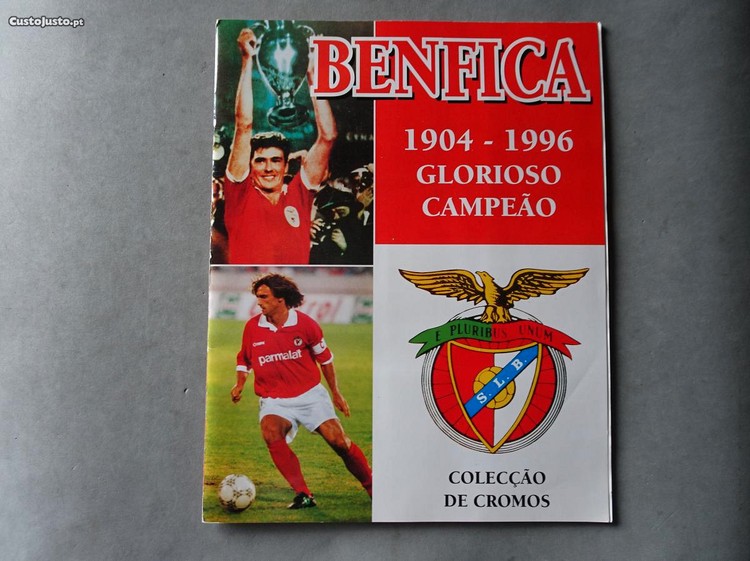 CustoJusto.pt
BENFICA
1904 - 1996
GLORIOSO
CAMPEÃO
E PLURIBUS UNUM
S. L. B.
parmalat
COLECÇÃO
DE CROMOS